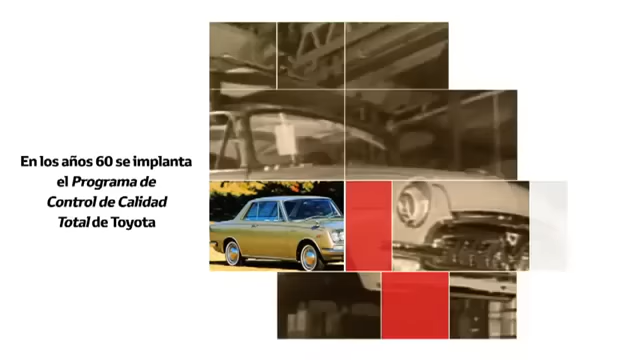 En los años 60 se implanta
el Programa de
Control de Calidad
Total de Toyota